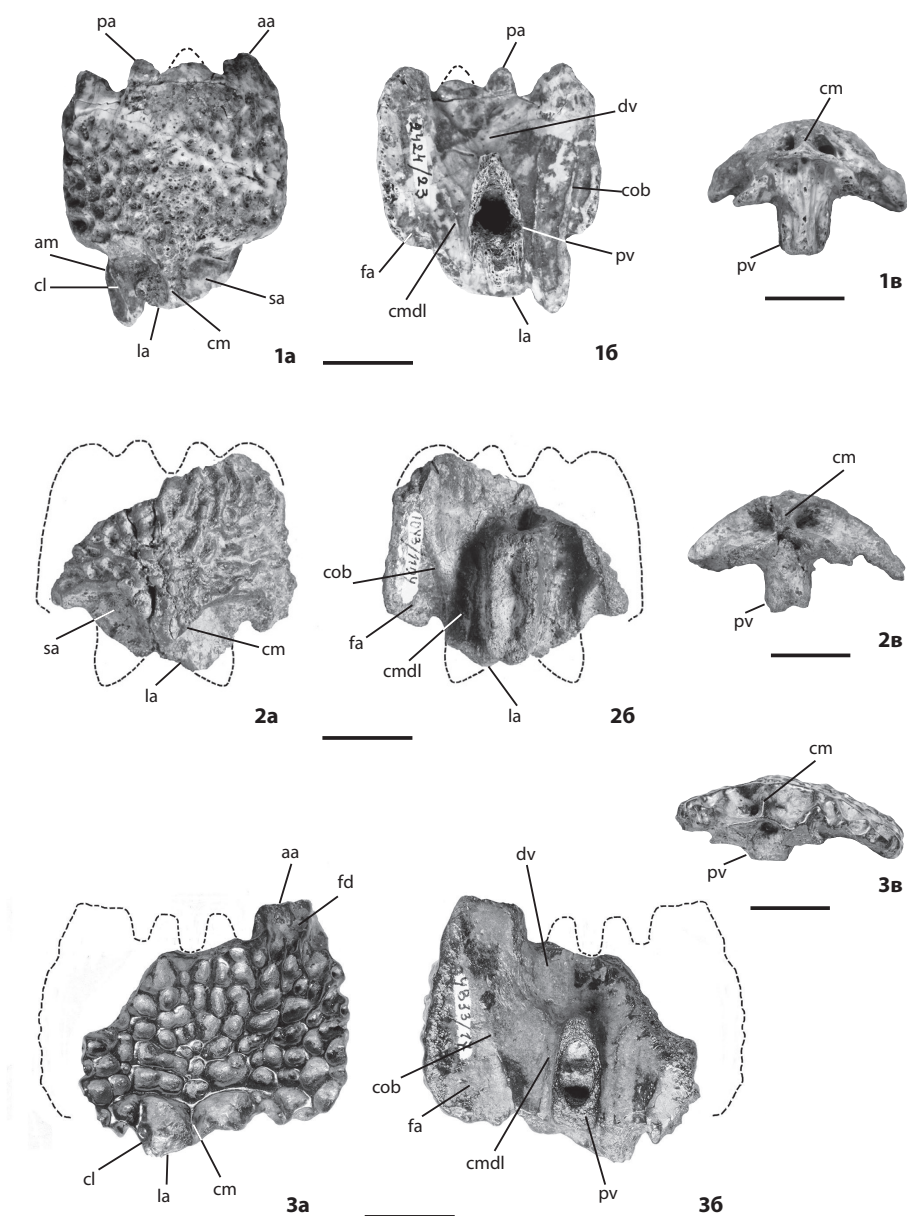 pa
aa
am
cl
la
cm
sa
1а
pa
dv
2424/23
cob
pv
fa
cmdl
la
1б
cm
pv
1в
sa
la
cm
2а
cob
fa
cmdl
la
2б
cm
pv
2в
cm
pv
3в
aa
fd
cl
la
cm
3а
dv
cob
fa
cmdl
pv
3б